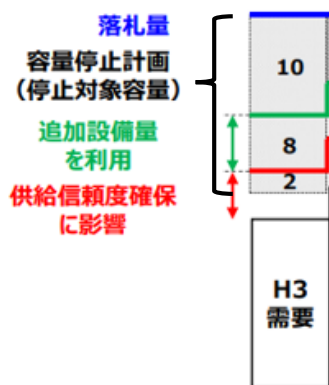 落札量
容量停止計画
（停止対象容量）
追加設備量
を利用
供給信頼度確保
に影響
10
8
2
H3
需要